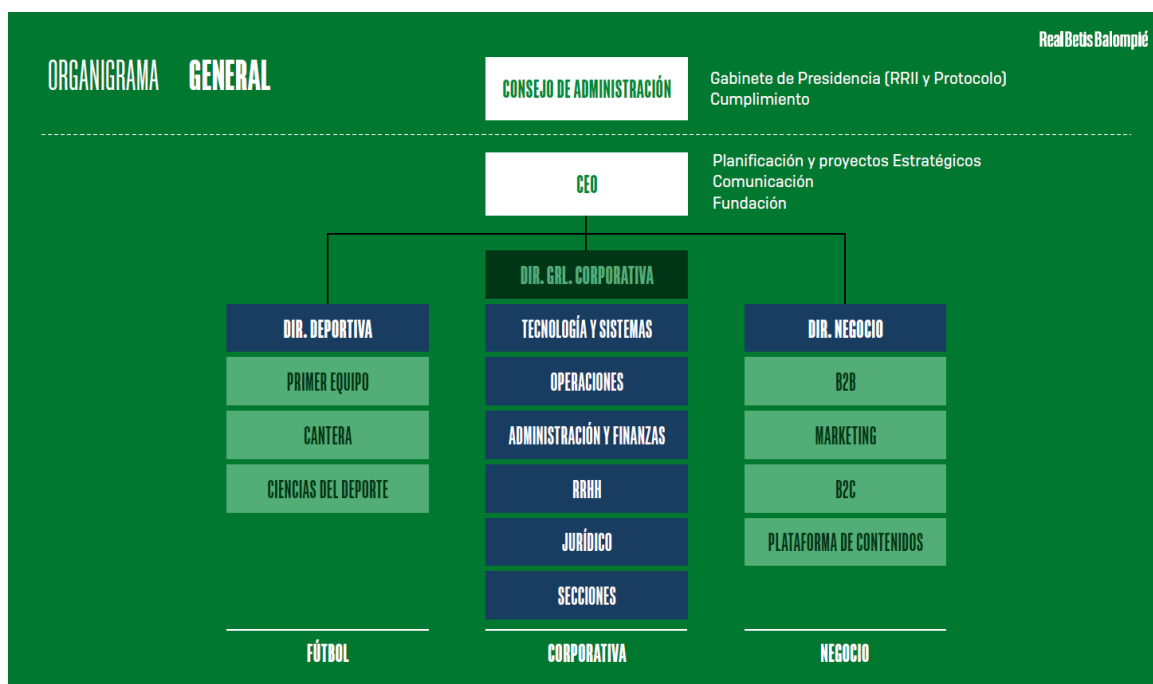 Real Betis Balompié
ORGANIGRAMA GENERAL
CONSEJO DE ADMINISTRACIÓN
Gabinete de Presidencia (RRII y Protocolo)
Cumplimiento
CEO
Planificación y proyectos Estratégicos
Comunicación
Fundación
DIR. GRL. CORPORATIVA
DIR. DEPORTIVA
PRIMER EQUIPO
CANTERA
CIENCIAS DEL DEPORTE
TECNOLOGÍA Y SISTEMAS
OPERACIONES
ADMINISTRACIÓN Y FINANZAS
RRHH
JURÍDICO
SECCIONES
DIR. NEGOCIO
B2B
MARKETING
B2C
PLATAFORMA DE CONTENIDOS
FÚTBOL
CORPORATIVA
NEGOCIO